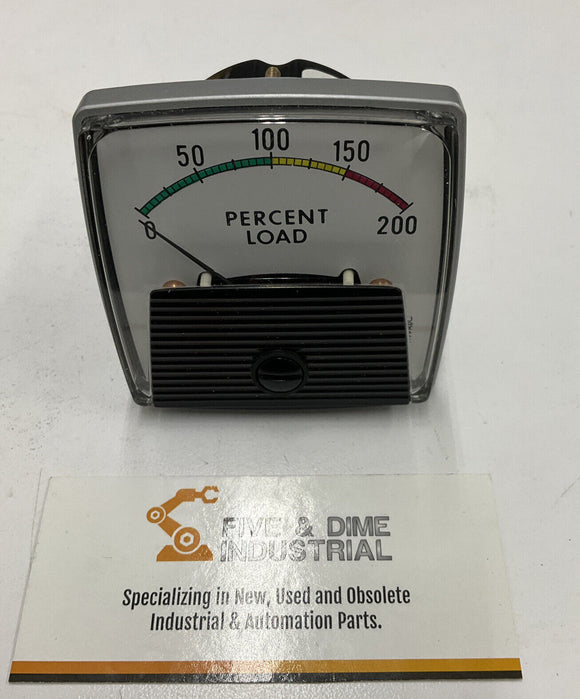 0 50 100 150 200
PERCENT
LOAD
FIVE & DIME
INDUSTRIAL
Specializing in New, Used and Obsolete
Industrial & Automation Parts.